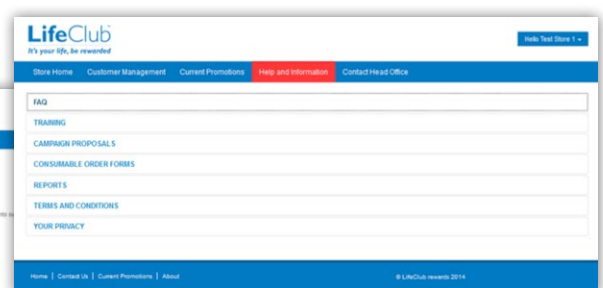 LifeClub
It's your life, be rewarded
Hello Test Store 1
Store Home Customer Management Current Promotions Help and Information Contact Head Office
FAQ
TRAINING
CAMPAIGN PROPOSALS
CONSUMABLE ORDER FORMS
REPORTS
TERMS AND CONDITIONS
YOUR PRIVACY
Home | Contact Us | Current Promotions | About
© LifeClub rewards 2014